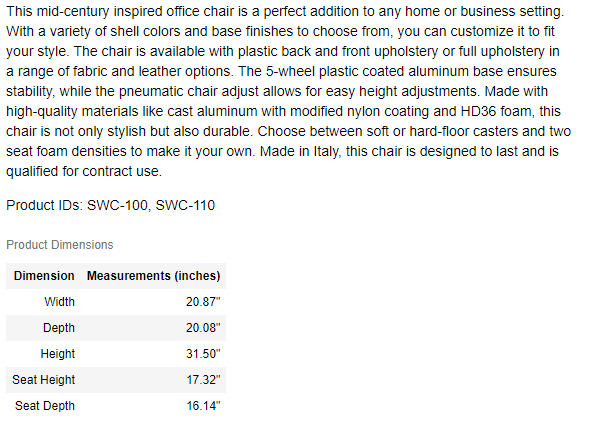 This mid-century inspired office chair is a perfect addition to any home or business setting.
With a variety of shell colors and base finishes to choose from, you can customize it to fit
your style. The chair is available with plastic back and front upholstery or full upholstery in
a range of fabric and leather options. The 5-wheel plastic coated aluminum base ensures
stability, while the pneumatic chair adjust allows for easy height adjustments. Made with
high-quality materials like cast aluminum with modified nylon coating and HD36 foam, this
chair is not only stylish but also durable. Choose between soft or hard-floor casters and two
seat foam densities to make it your own. Made in Italy, this chair is designed to last and is
qualified for contract use.
Product IDs: SWC-100, SWC-110
Product Dimensions
Dimension Measurements (inches)
Width 20.87"
Depth 20.08"
Height 31.50"
Seat Height 17.32"
Seat Depth 16.14"